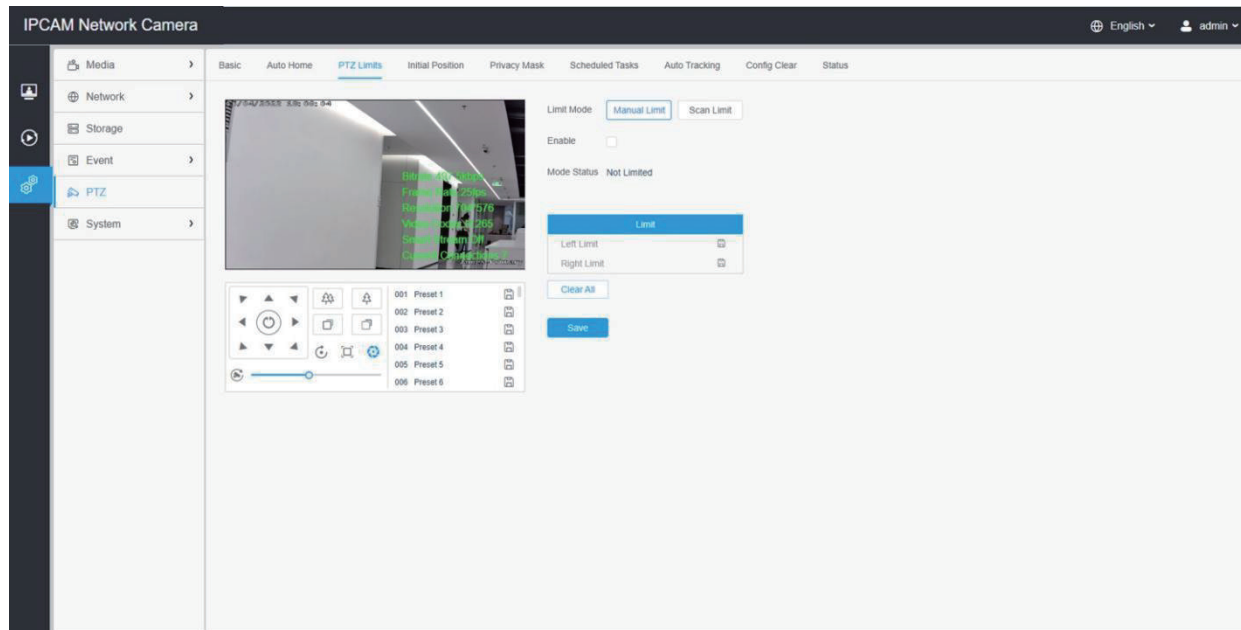 IPCAM Network Camera
English
admin
Media
Network
Storage
Event
PTZ
System
Basic Auto Home PTZ Limits Initial Position Privacy Mask Scheduled Tasks Auto Tracking Config Clear Status
Limit Mode Manual Limit Scan Limit
Enable
Mode Status Not Limited
Limit
Left Limit
Right Limit
Clear All
Save
001 Preset 1
002 Preset 2
003 Preset 3
004 Preset 4
005 Preset 5
006 Preset 6